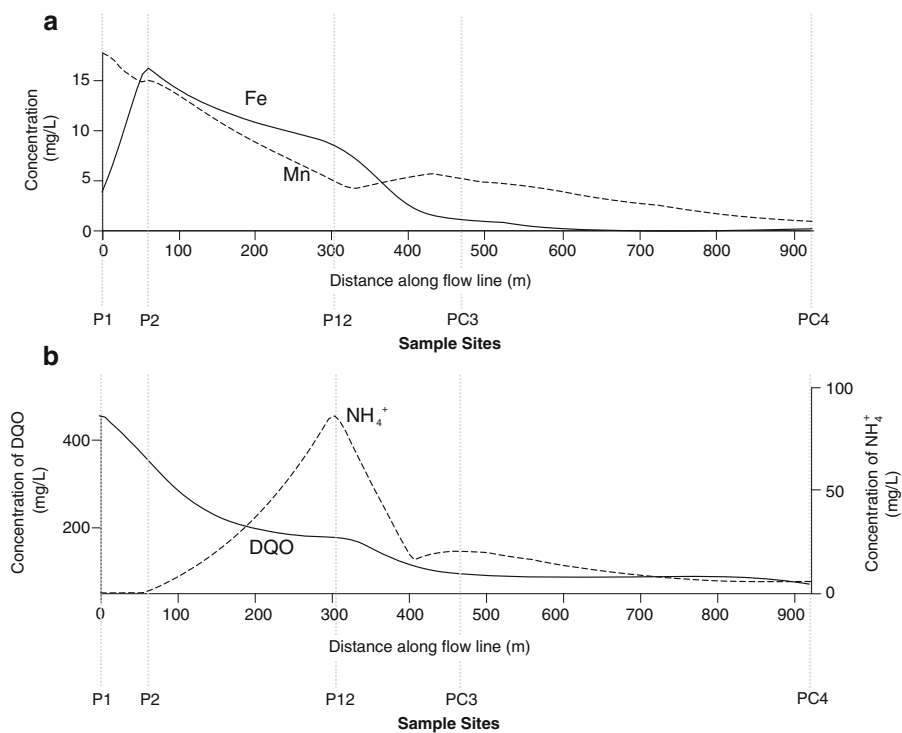 a
Concentration
(mg/L)
15
10
5
0
Fe
Mn
0 100 200 300 400 500 600 700 800 900
Distance along flow line (m)
P1 P2 P12 PC3 PC4
Sample Sites
b
Concentration of DQO
(mg/L)
400
200
NH₄⁺
DQO
100
50
0
Concentration of NH₄⁺
(mg/L)
0 100 200 300 400 500 600 700 800 900
Distance along flow line (m)
P1 P2 P12 PC3 PC4
Sample Sites